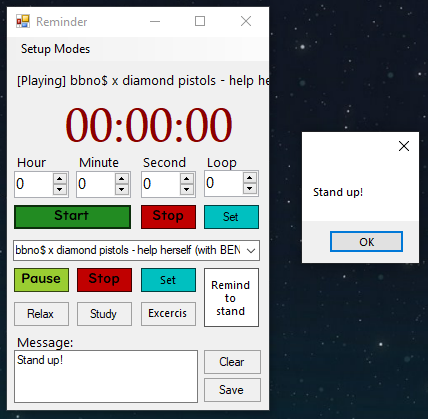 Reminder
Setup Modes
[Playing] bbno$ x diamond pistols - help he
00:00:00
Hour Minute Second Loop
0 0 0 0
Start Stop Set
bbno$ x diamond pistols - help herself (with BEN
Pause Stop Set
Remind to stand
Relax Study Excercis
Message:
Stand up!
Clear
Save
Stand up!
OK